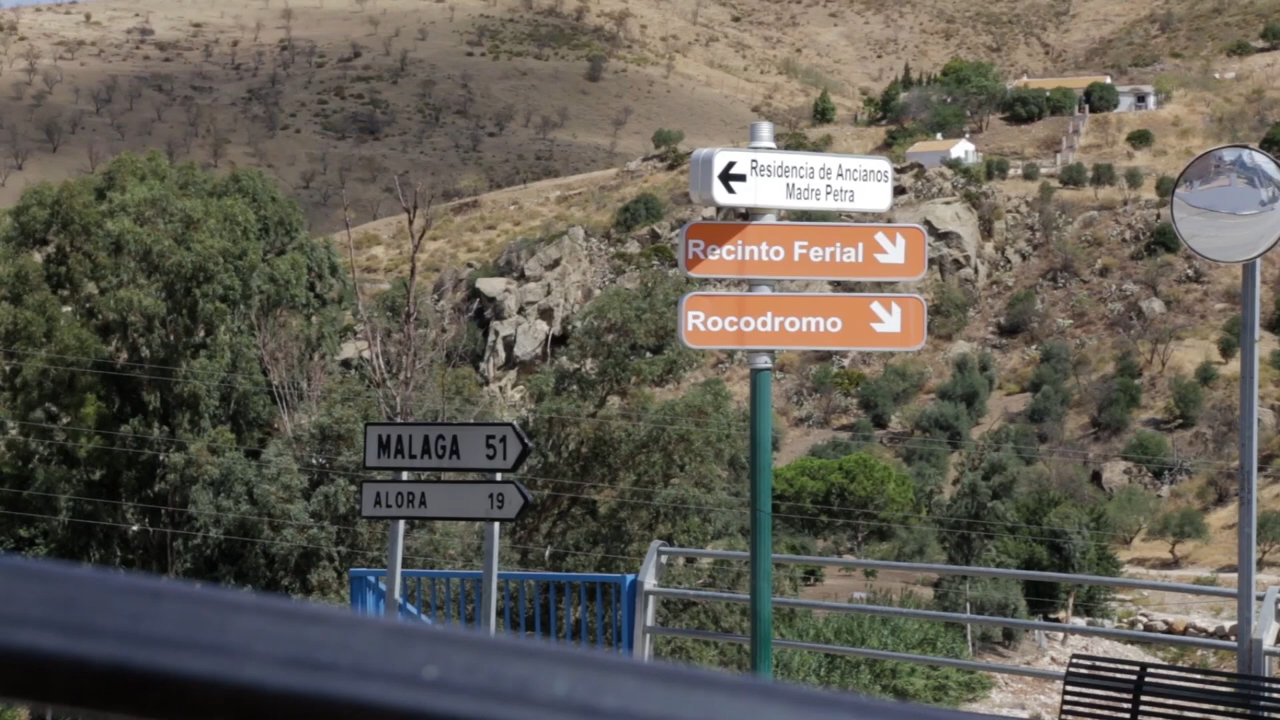 Residencia de Ancianos
Madre Petra
Recinto Ferial
Rocodromo
MALAGA 51
ALORA 19